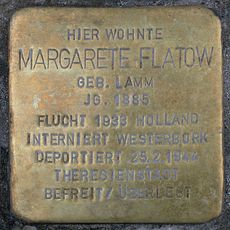 HIER WOHNTE
MARGARETE FLATOW
GEB. LAMM
JG. 1885
FLUCHT 1933 HOLLAND
INTERNIERT WESTERBORK
DEPORTIERT 25.2.1944
THERESIENSTADT
BEFREIT / ÜBERLEBT